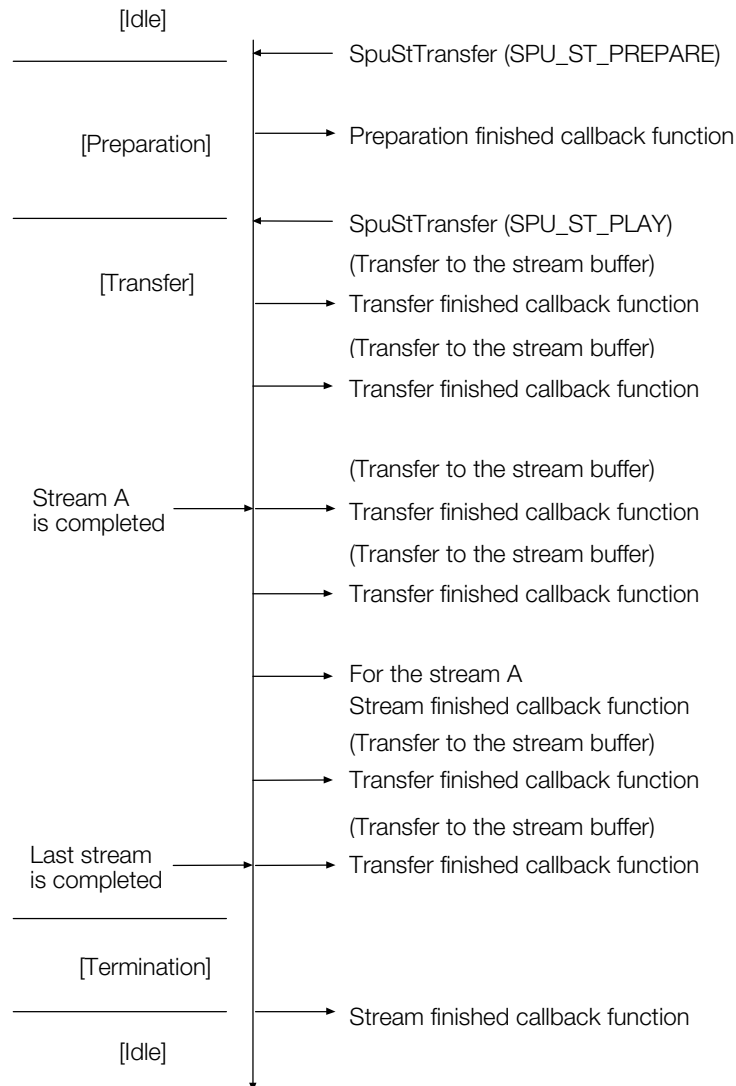 [Idle]
SpuStTransfer (SPU_ST_PREPARE)
[Preparation]
Preparation finished callback function
SpuStTransfer (SPU_ST_PLAY)
(Transfer to the stream buffer)
[Transfer]
Transfer finished callback function
(Transfer to the stream buffer)
Transfer finished callback function
(Transfer to the stream buffer)
Stream A
is completed
Transfer finished callback function
(Transfer to the stream buffer)
Transfer finished callback function
For the stream A
Stream finished callback function
(Transfer to the stream buffer)
Transfer finished callback function
(Transfer to the stream buffer)
Last stream
is completed
Transfer finished callback function
[Termination]
Stream finished callback function
[Idle]